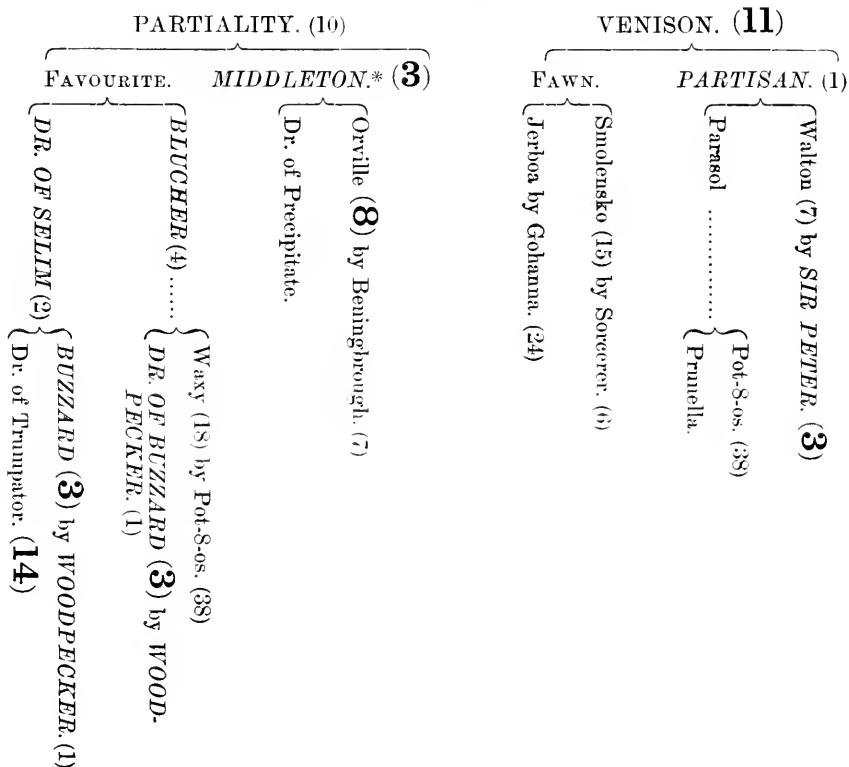 PARTIALITY. (10)
VENISON. (11)
FAVOURITE.
MIDDLETON.* (3)
FAWN.
PARTISAN. (1)
DR. OF SELIM (2)
BLUCHER (4) ......
Dr. of Precipitate.
Orville (8) by Beningbrough. (7)
Jerboa by Gohanna. (24)
Smolensko (15) by Sorcerer. (6)
Parasol ............
Walton (7) by SIR PETER. (3)
Dr. of Trumpator. (14)
BUZZARD (3) by WOODPECKER. (1)
DR. OF BUZZARD (3) by WOOD-
PECKER. (1)
Waxy (18) by Pot-8-os. (38)
Prunella.
Pot-8-os. (38)